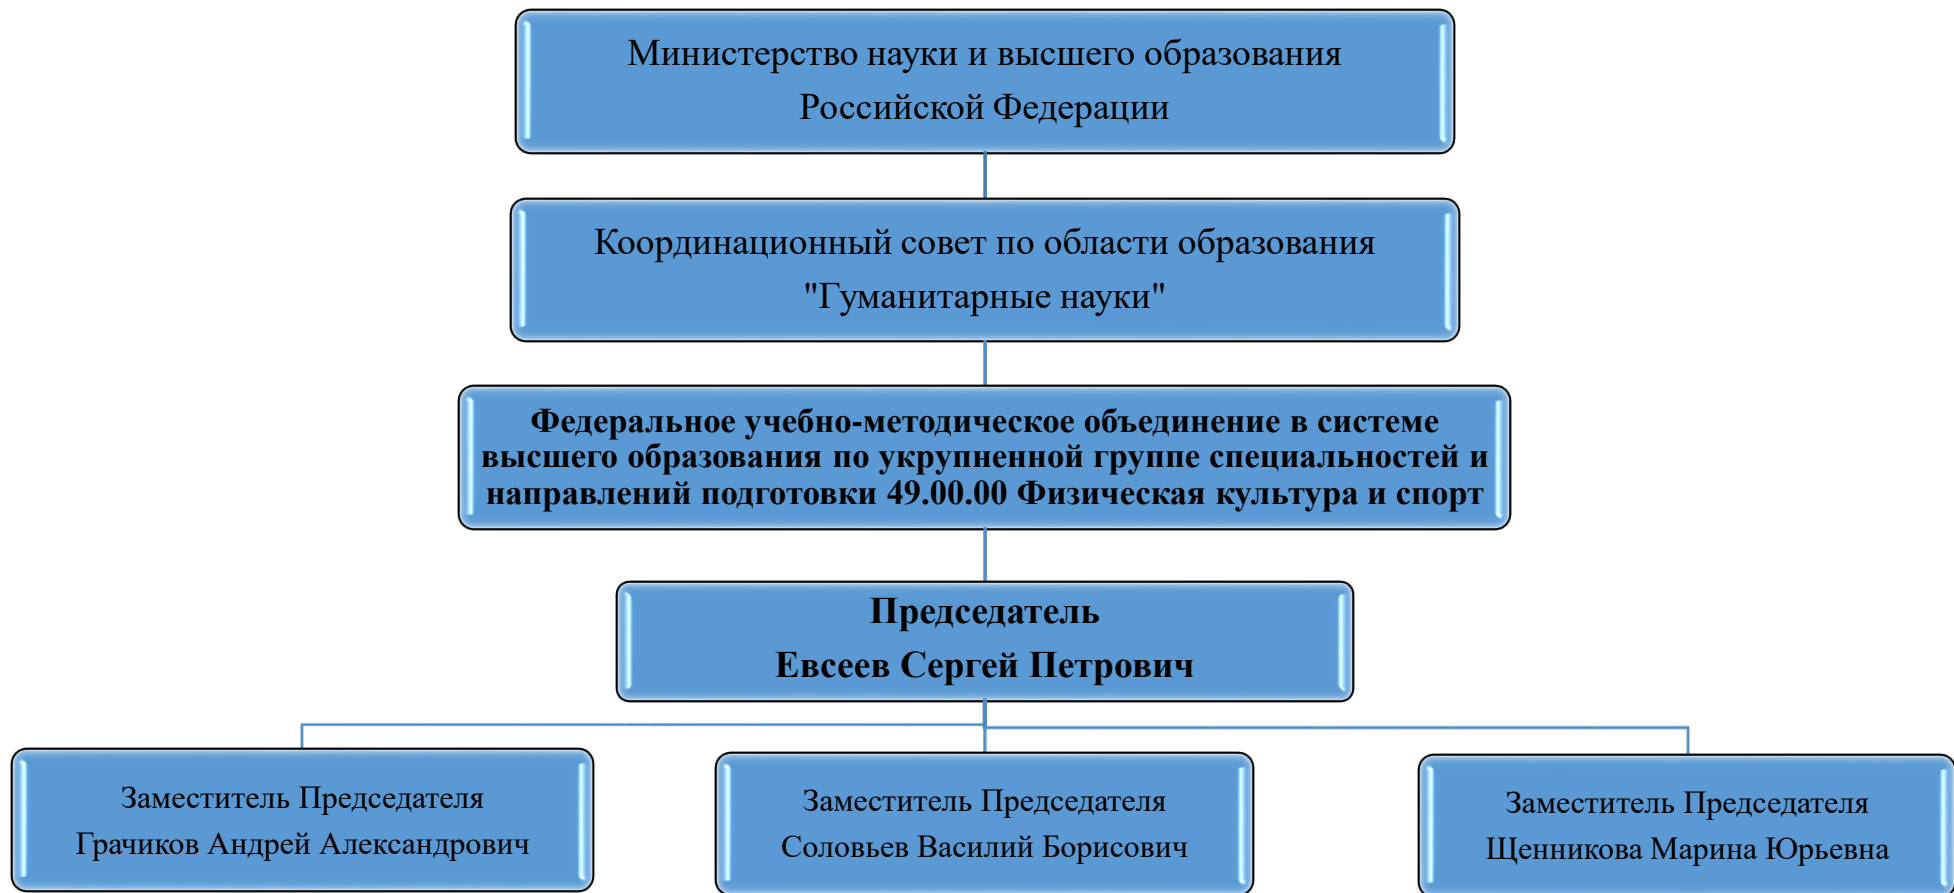 Министерство науки и высшего образования
Российской Федерации
Координационный совет по области образования
"Гуманитарные науки"
Федеральное учебно-методическое объединение в системе
высшего образования по укрупненной группе специальностей и
направлений подготовки 49.00.00 Физическая культура и спорт
Председатель
Евсеев Сергей Петрович
Заместитель Председателя
Грачиков Андрей Александрович
Заместитель Председателя
Соловьев Василий Борисович
Заместитель Председателя
Щенникова Марина Юрьевна